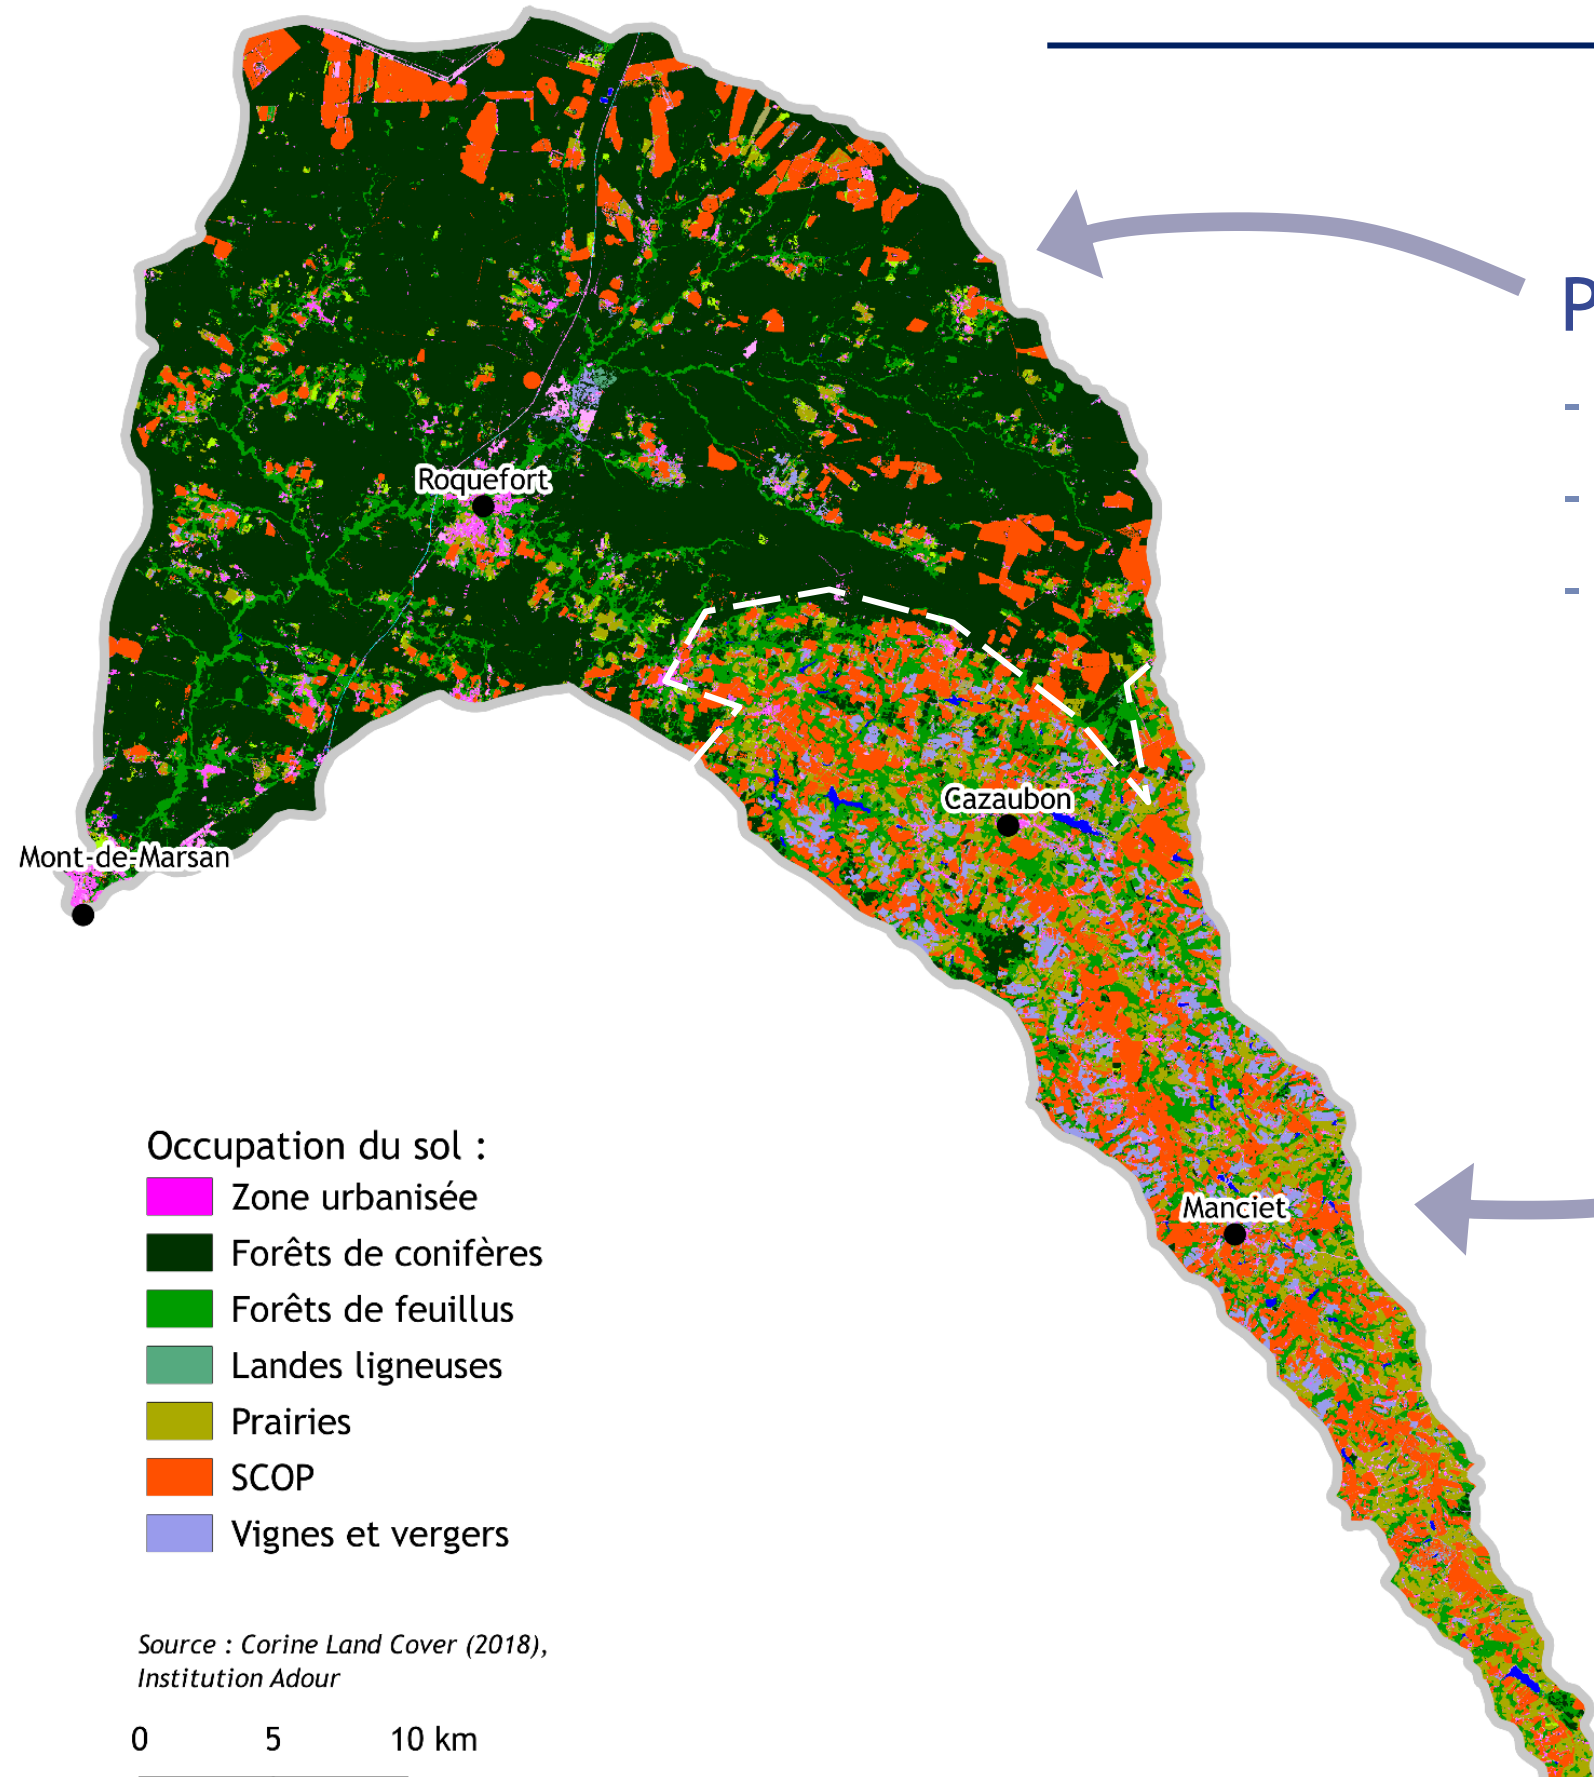 P
-
-
-
Roquefort
Cazaubon
Mont-de-Marsan
Manciet
Occupation du sol :
Zone urbanisée
Forêts de conifères
Forêts de feuillus
Landes ligneuses
Prairies
SCOP
Vignes et vergers
Source : Corine Land Cover (2018),
Institution Adour
0 5 10 km